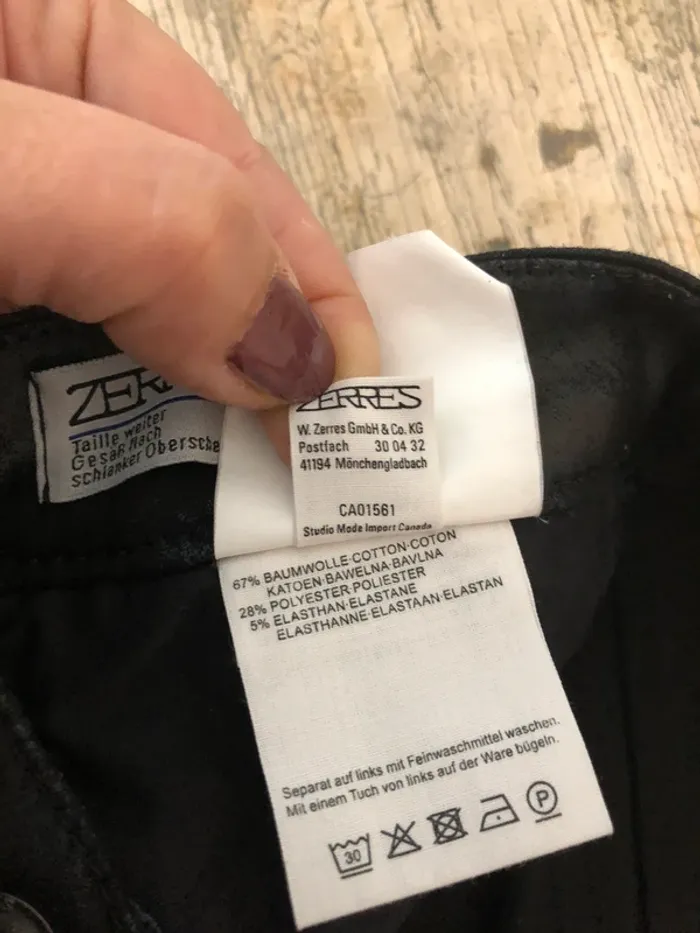 Taille weiter
Gesäß flach
schlanker
ZERRES
W. Zerres GmbH & Co. KG
Postfach 30 04 32
41194 Mönchengladbach
CA01561
Studio Mode Import Canada
67% BAUMWOLLE·COTTON·COTON
KATOEN·BAWELNA·BAVLNA
28% POLYESTER·POLIESTER
5% ELASTHAN·ELASTANE
ELASTHANNE·ELASTAAN·ELASTAN
Separat auf links mit Feinwaschmittel waschen.
Mit einem Tuch von links auf der Ware bügeln.
30
P